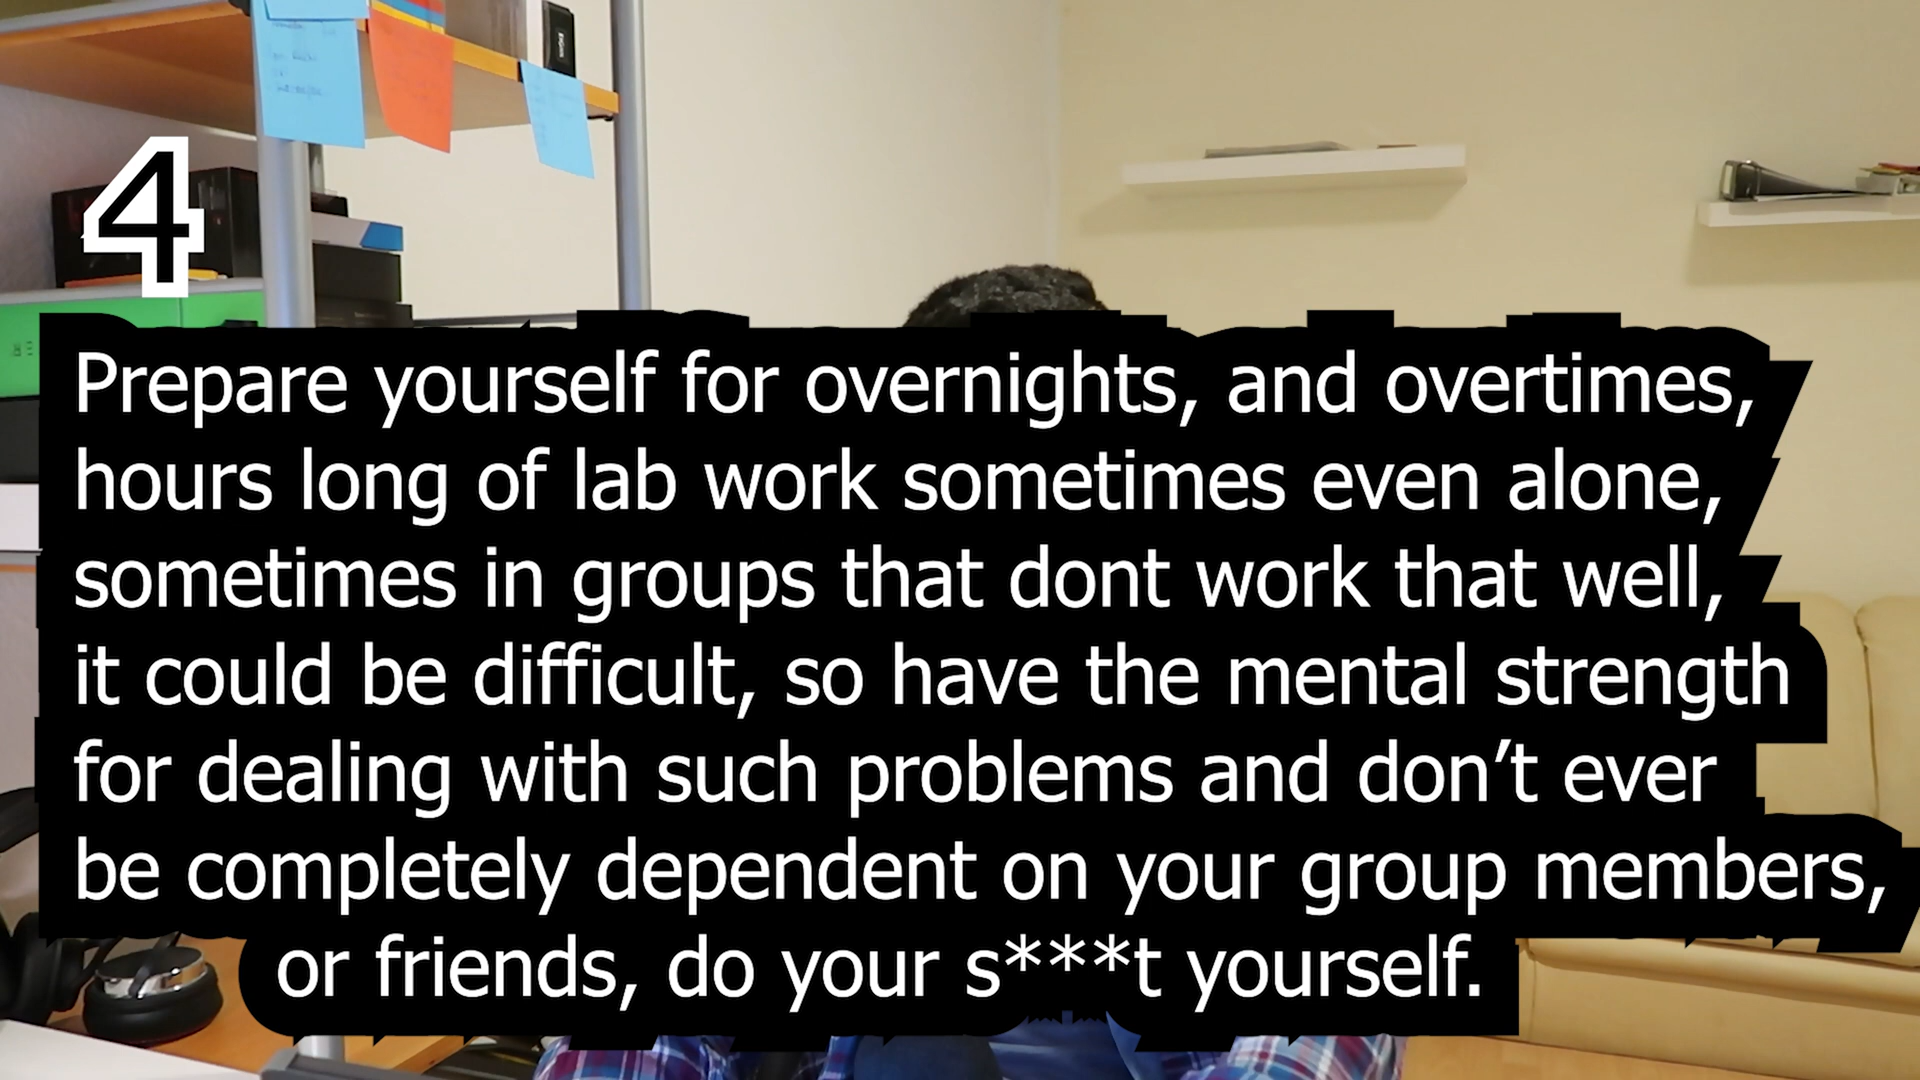 4
Prepare yourself for overnights, and overtimes,
hours long of lab work sometimes even alone,
sometimes in groups that dont work that well,
it could be difficult, so have the mental strength
for dealing with such problems and don’t ever
be completely dependent on your group members,
or friends, do your s***t yourself.